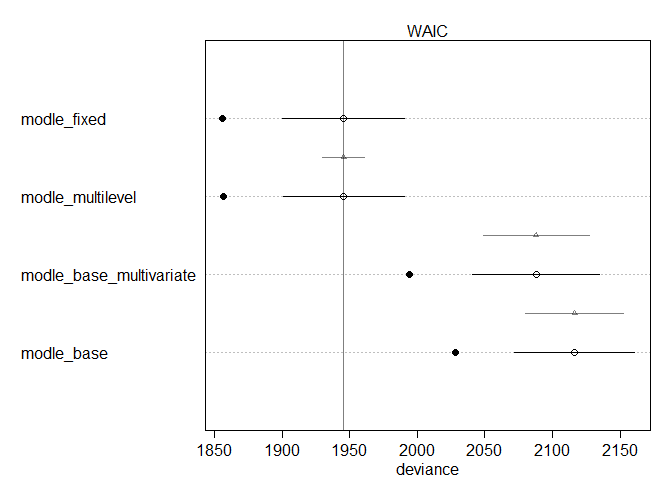 WAIC
modle_fixed
modle_multilevel
modle_base_multivariate
modle_base
1850 1900 1950 2000 2050 2100 2150
deviance